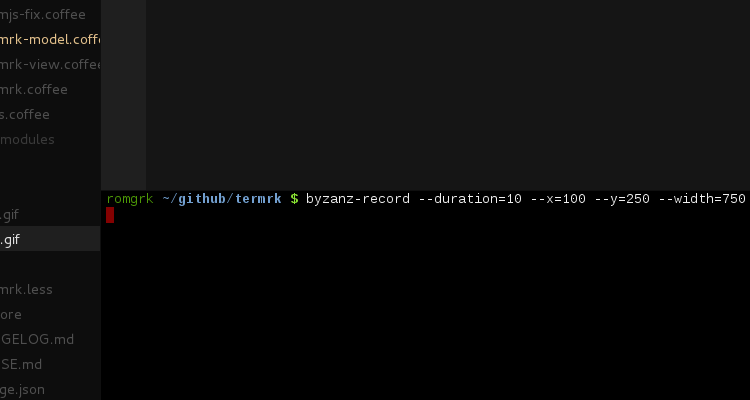 mjs-fix.coffee
mrk-model.coffe
mrk-view.coffee
mrk.coffee
s.coffee
modules
.gif
.gif
mrk.less
ore
GELOG.md
SE.md
ge.json
romgrk ~/github/termrk $ byzanz-record --duration=10 --x=100 --y=250 --width=750